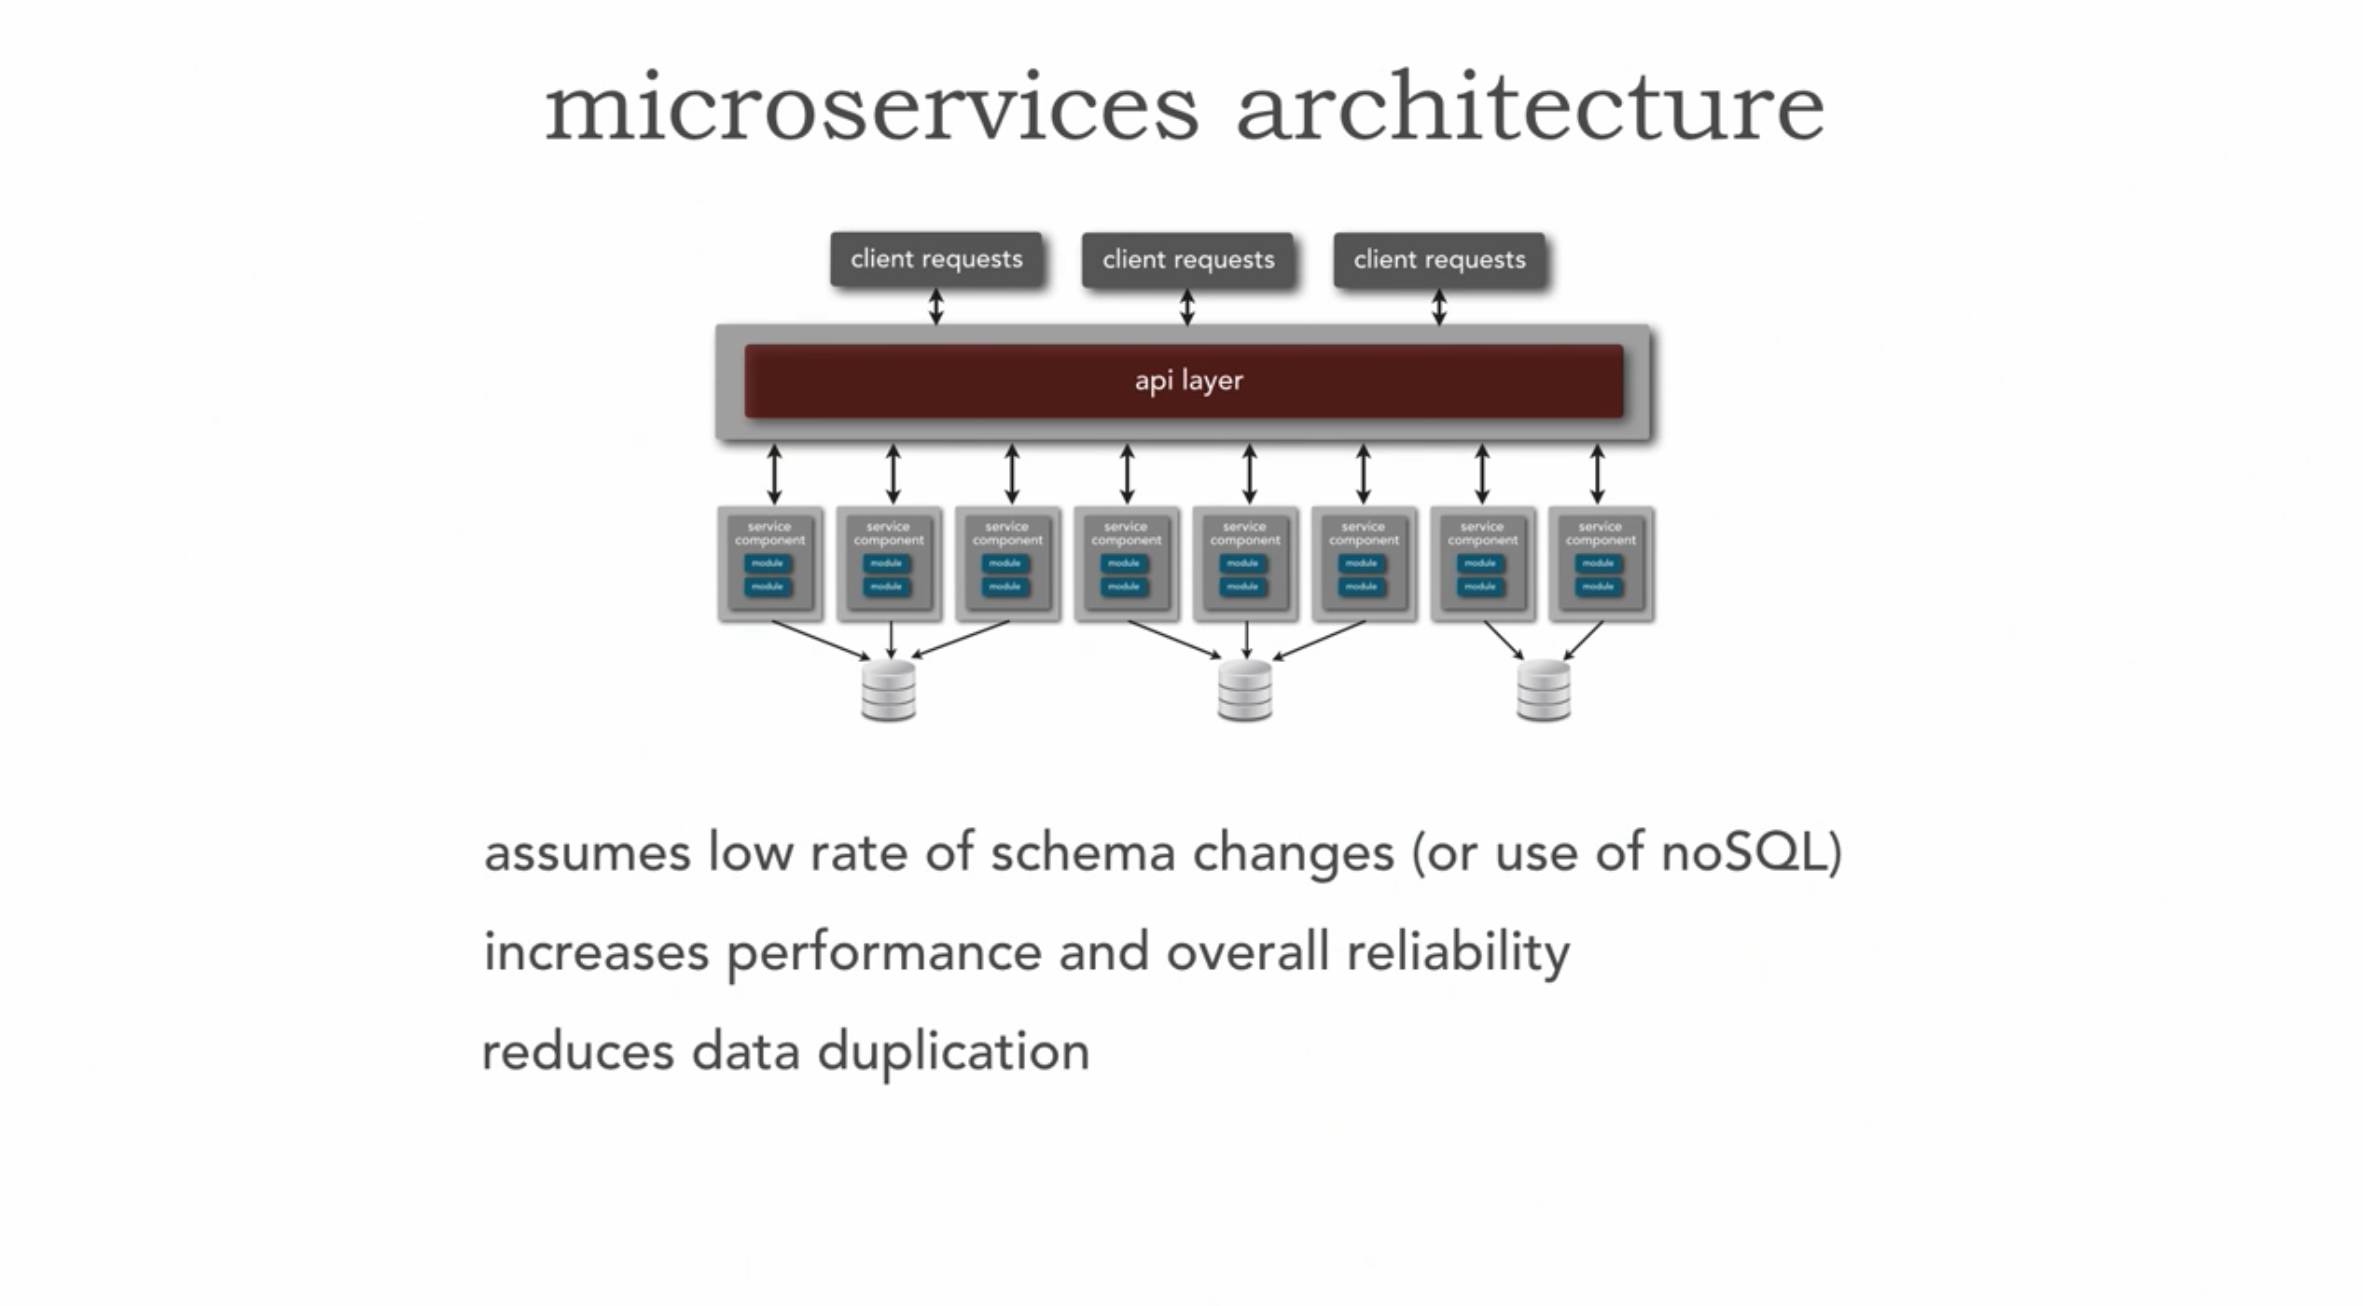 microservices architecture
client requests
client requests
client requests
api layer
service
component
module
module
service
component
module
module
service
component
module
module
service
component
module
module
service
component
module
module
service
component
module
module
service
component
module
module
service
component
module
module
assumes low rate of schema changes (or use of noSQL)
increases performance and overall reliability
reduces data duplication